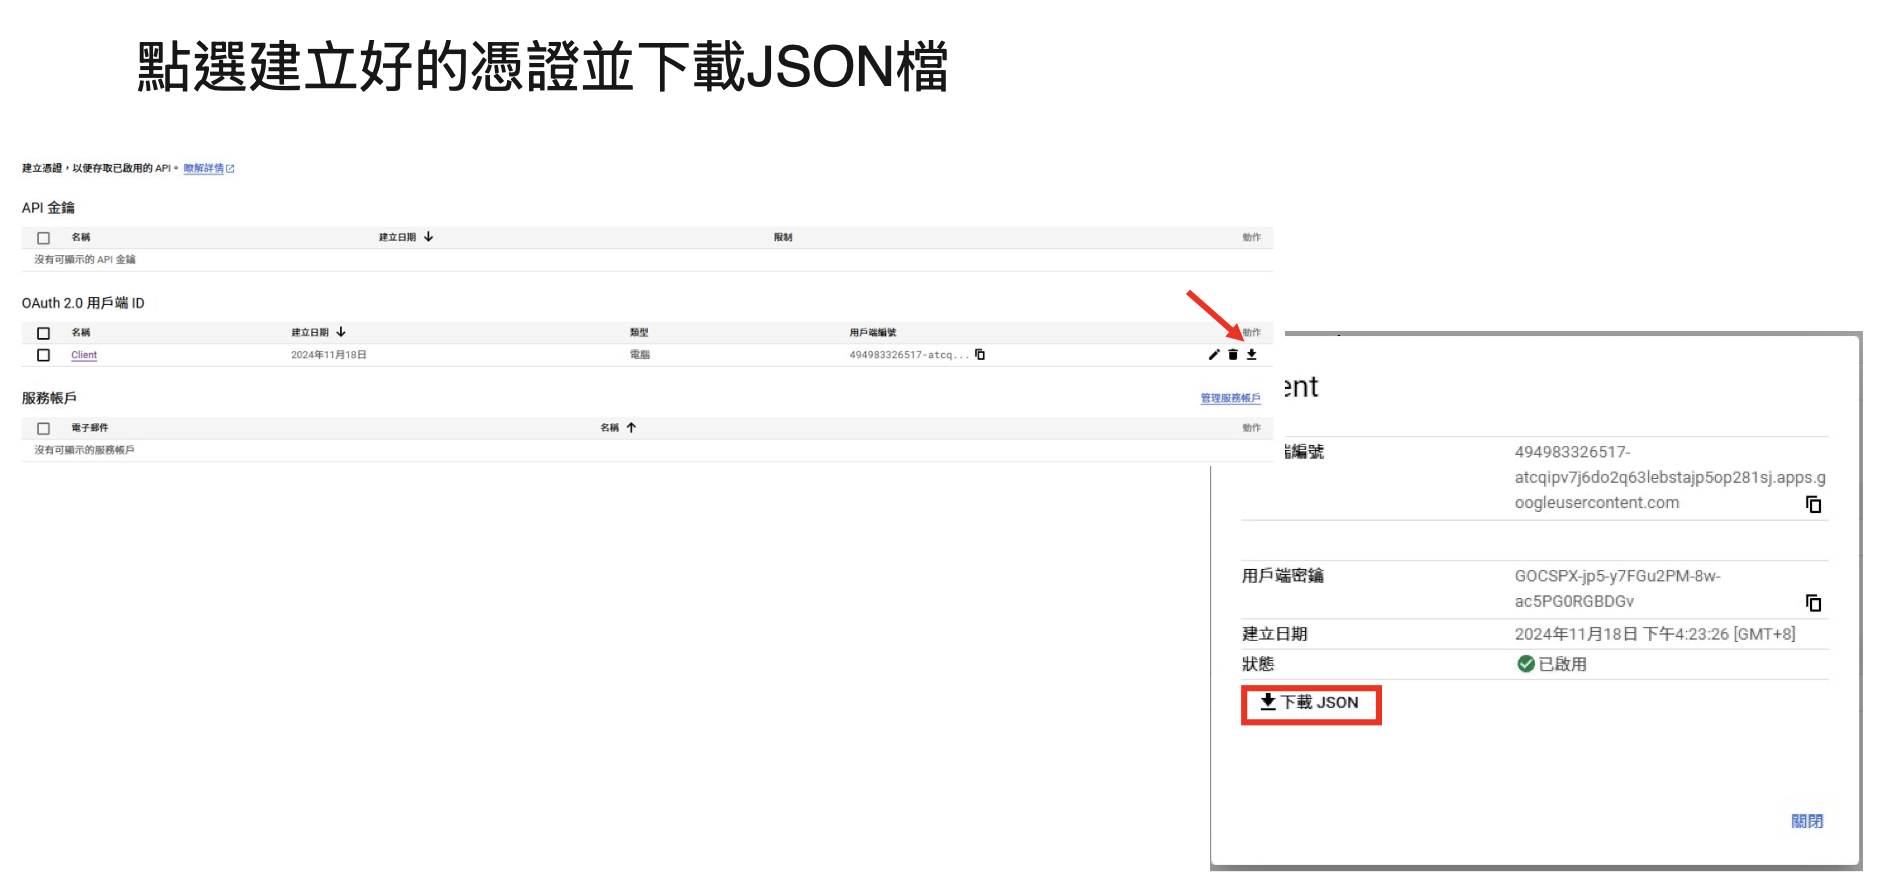 點選建立好的憑證並下載JSON檔
建立憑證，以便存取已啟用的 API。瞭解詳情
API 金鑰
名稱 建立日期 限制 動作
沒有可顯示的 API 金鑰
OAuth 2.0 用戶端 ID
名稱 建立日期 類型 用戶端編號 動作
Client 2024年11月18日 電腦 494983326517-atcq...
服務帳戶 管理服務帳戶
電子郵件 名稱 動作
沒有可顯示的服務帳戶
ent
端編號 494983326517-
atcqipv7j6do2q63lebstajp5op281sj.apps.g
oogleusercontent.com
用戶端密鑰 GOCSPX-jp5-y7FGu2PM-8w-
ac5PG0RGBDGv
建立日期 2024年11月18日 下午4:23:26 [GMT+8]
狀態 已啟用
下載 JSON
關閉